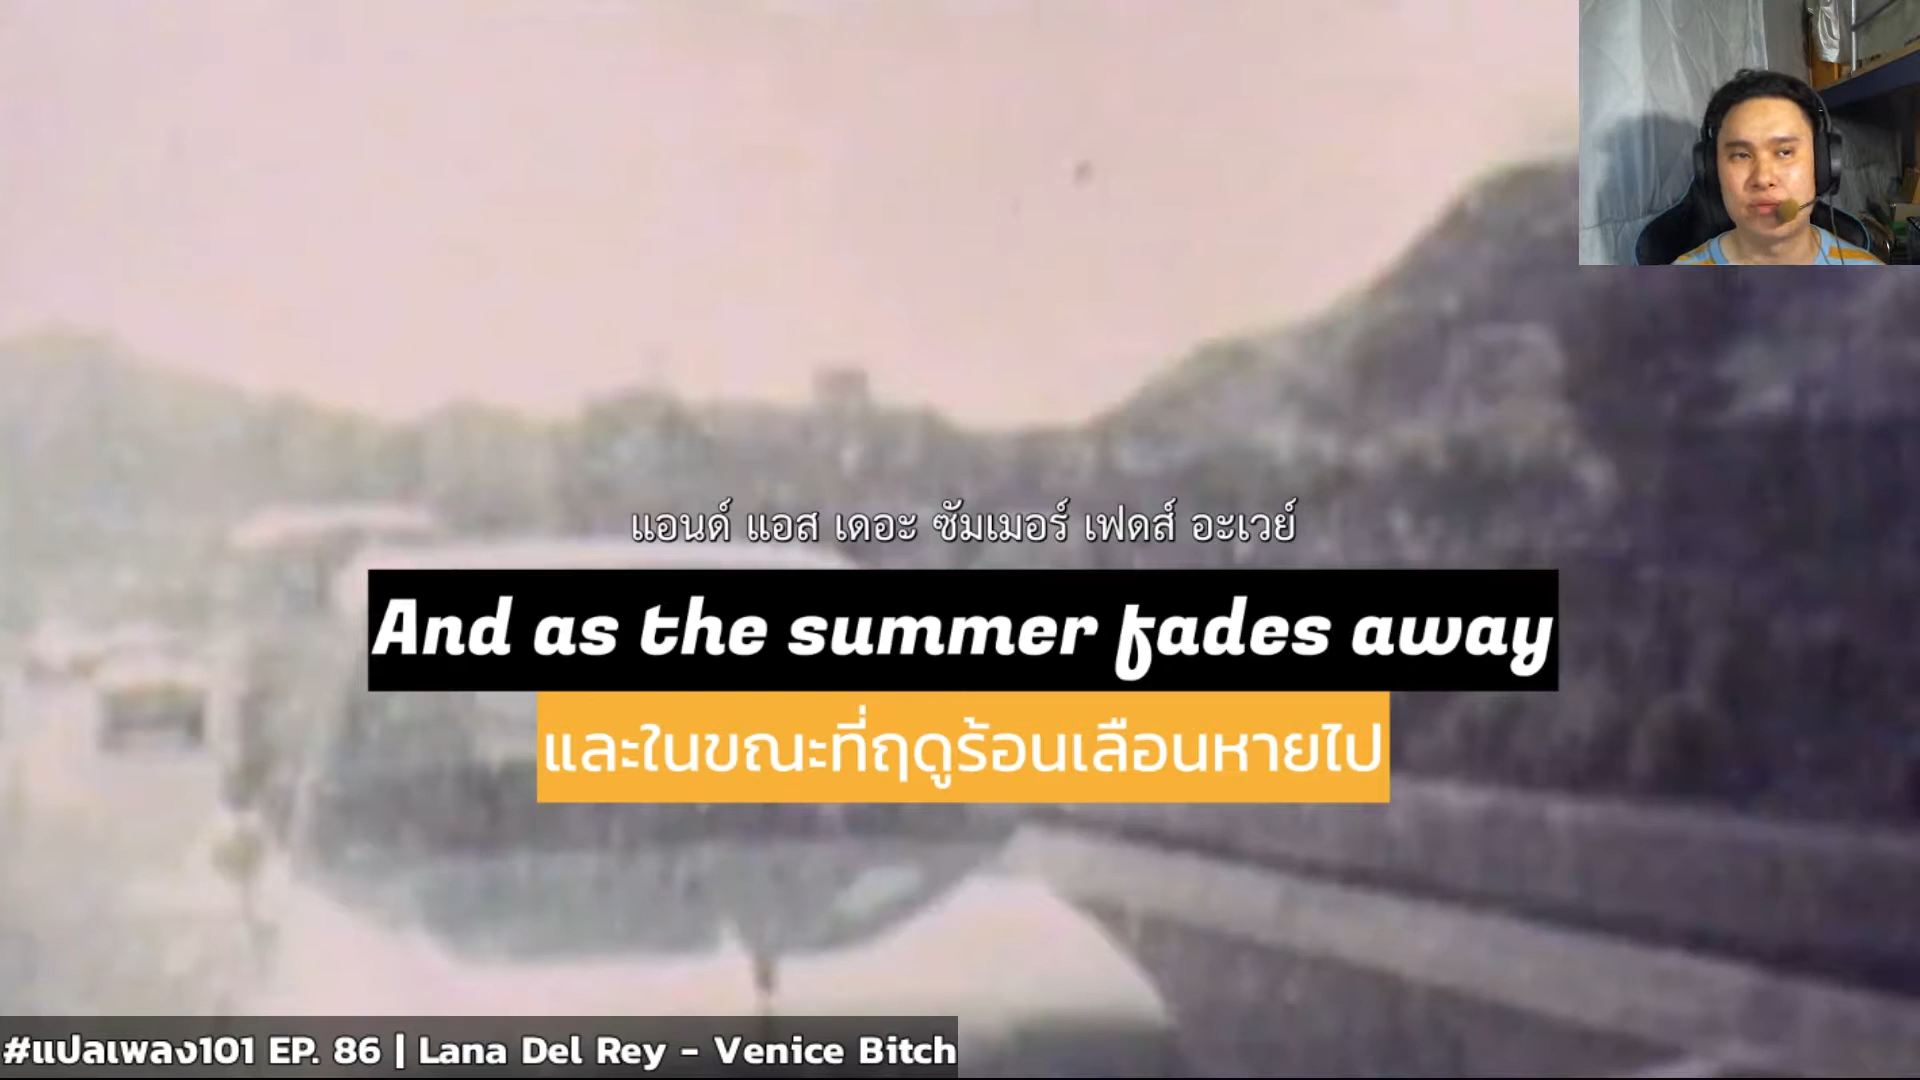 แอนด์ แอส เดอะ ซัมเมอร์ เฟดส์ อะเวย์
And as the summer fades away
และในขณะที่ฤดูร้อนเลือนหายไป
#แปลเพลง101 EP. 86 | Lana Del Rey - Venice Bitch